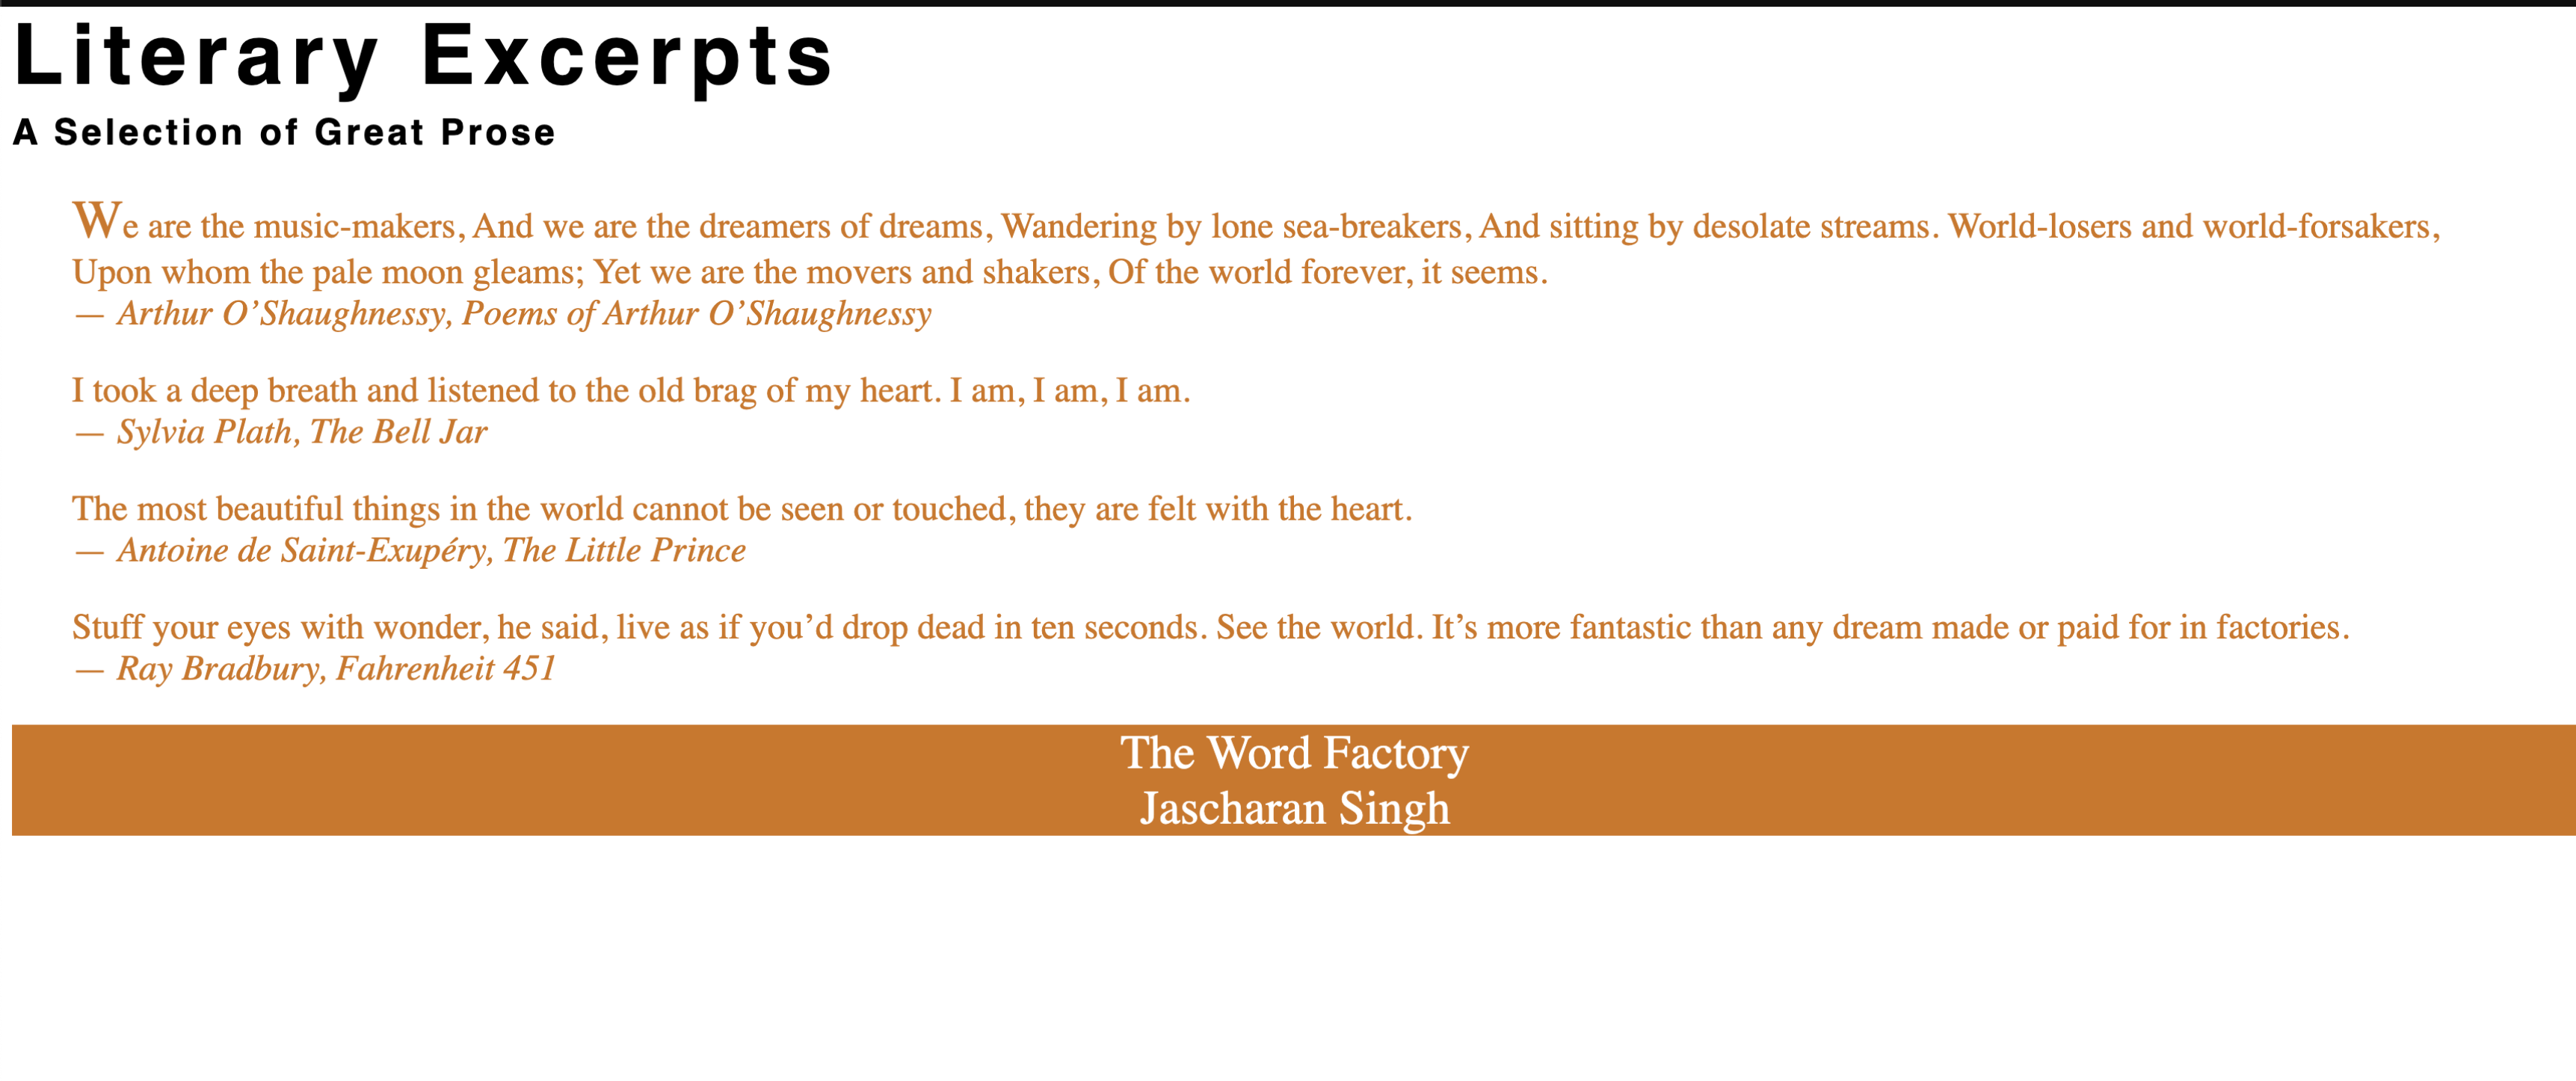 Literary Excerpts
A Selection of Great Prose
We are the music-makers, And we are the dreamers of dreams, Wandering by lone sea-breakers, And sitting by desolate streams. World-losers and world-forsakers,
Upon whom the pale moon gleams; Yet we are the movers and shakers, Of the world forever, it seems.
— Arthur O’Shaughnessy, Poems of Arthur O’Shaughnessy
I took a deep breath and listened to the old brag of my heart. I am, I am, I am.
— Sylvia Plath, The Bell Jar
The most beautiful things in the world cannot be seen or touched, they are felt with the heart.
— Antoine de Saint-Exupéry, The Little Prince
Stuff your eyes with wonder, he said, live as if you’d drop dead in ten seconds. See the world. It’s more fantastic than any dream made or paid for in factories.
— Ray Bradbury, Fahrenheit 451
The Word Factory
Jascharan Singh